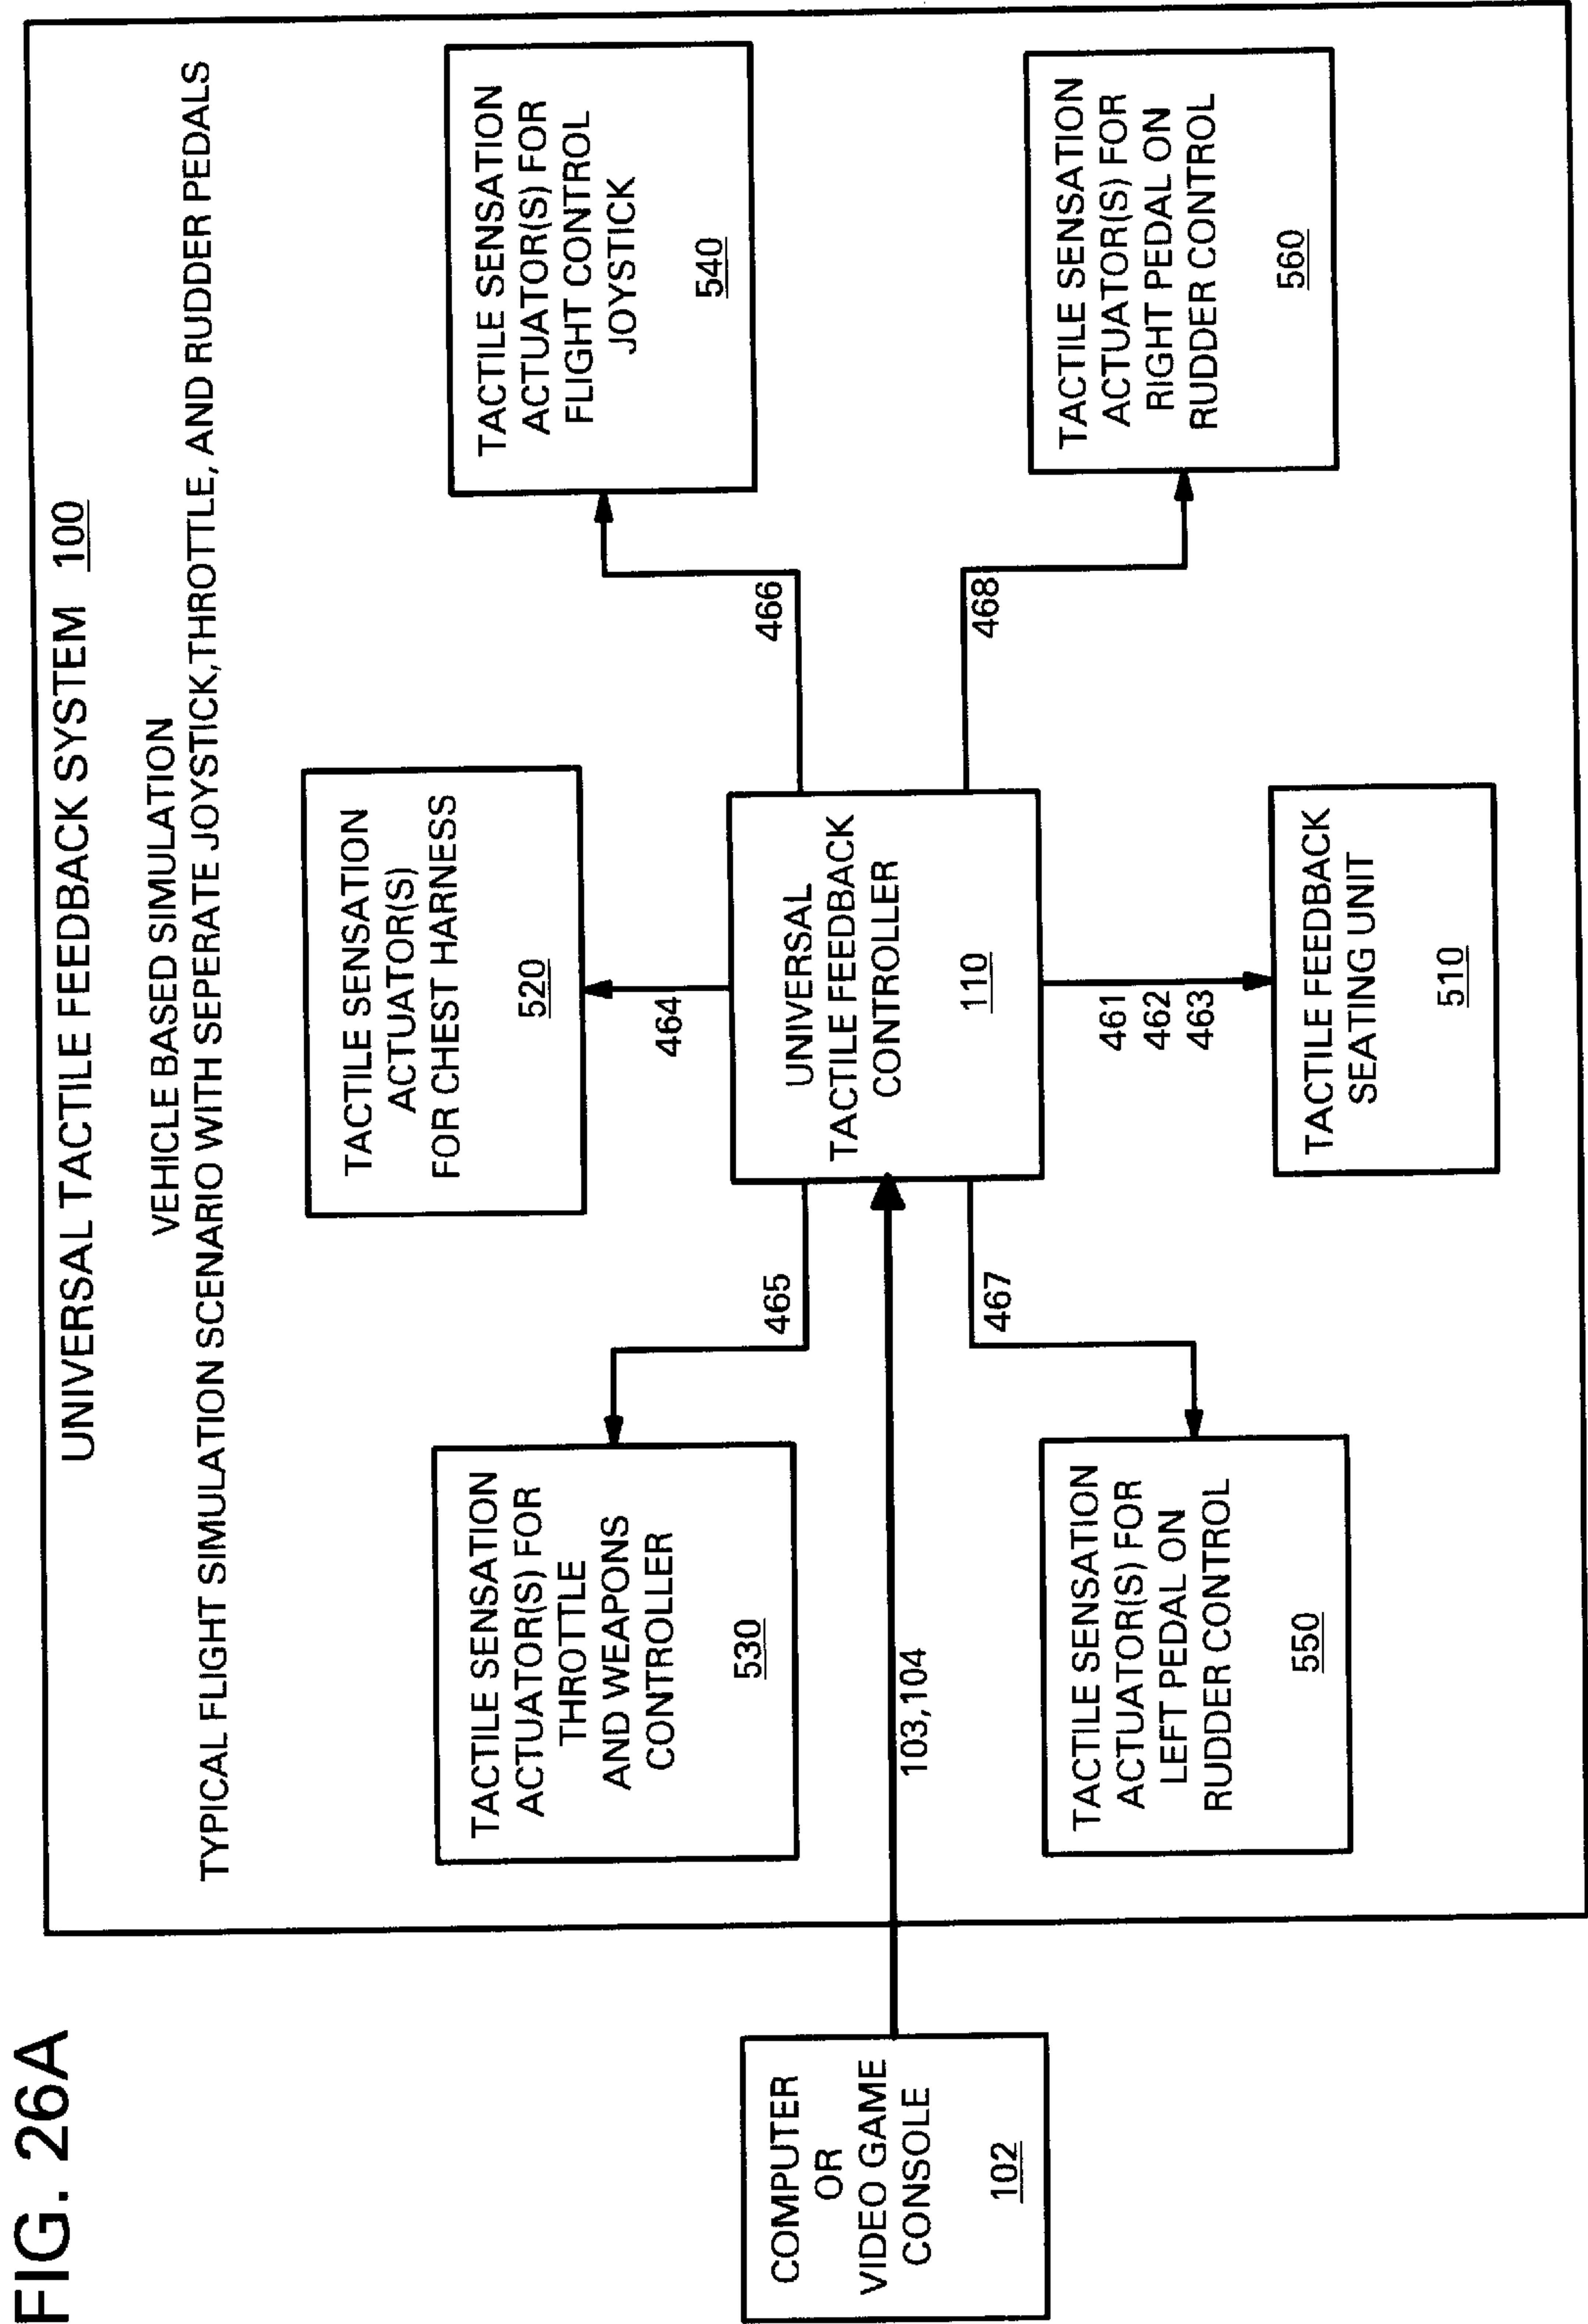 FIG. 26A
UNIVERSAL TACTILE FEEDBACK SYSTEM 100
VEHICLE BASED SIMULATION
TYPICAL FLIGHT SIMULATION SCENARIO WITH SEPERATE JOYSTICK,THROTTLE, AND RUDDER PEDALS
COMPUTER
OR
VIDEO GAME
CONSOLE
102
103,104
TACTILE SENSATION
ACTUATOR(S) FOR
THROTTLE
AND WEAPONS
CONTROLLER
530
465
TACTILE SENSATION
ACTUATOR(S)
FOR CHEST HARNESS
520
464
TACTILE SENSATION
ACTUATOR(S) FOR
FLIGHT CONTROL
JOYSTICK
540
466
UNIVERSAL
TACTILE FEEDBACK
CONTROLLER
110
TACTILE SENSATION
ACTUATOR(S) FOR
LEFT PEDAL ON
RUDDER CONTROL
550
467
461
462
463
TACTILE FEEDBACK
SEATING UNIT
510
468
TACTILE SENSATION
ACTUATOR(S) FOR
RIGHT PEDAL ON
RUDDER CONTROL
560